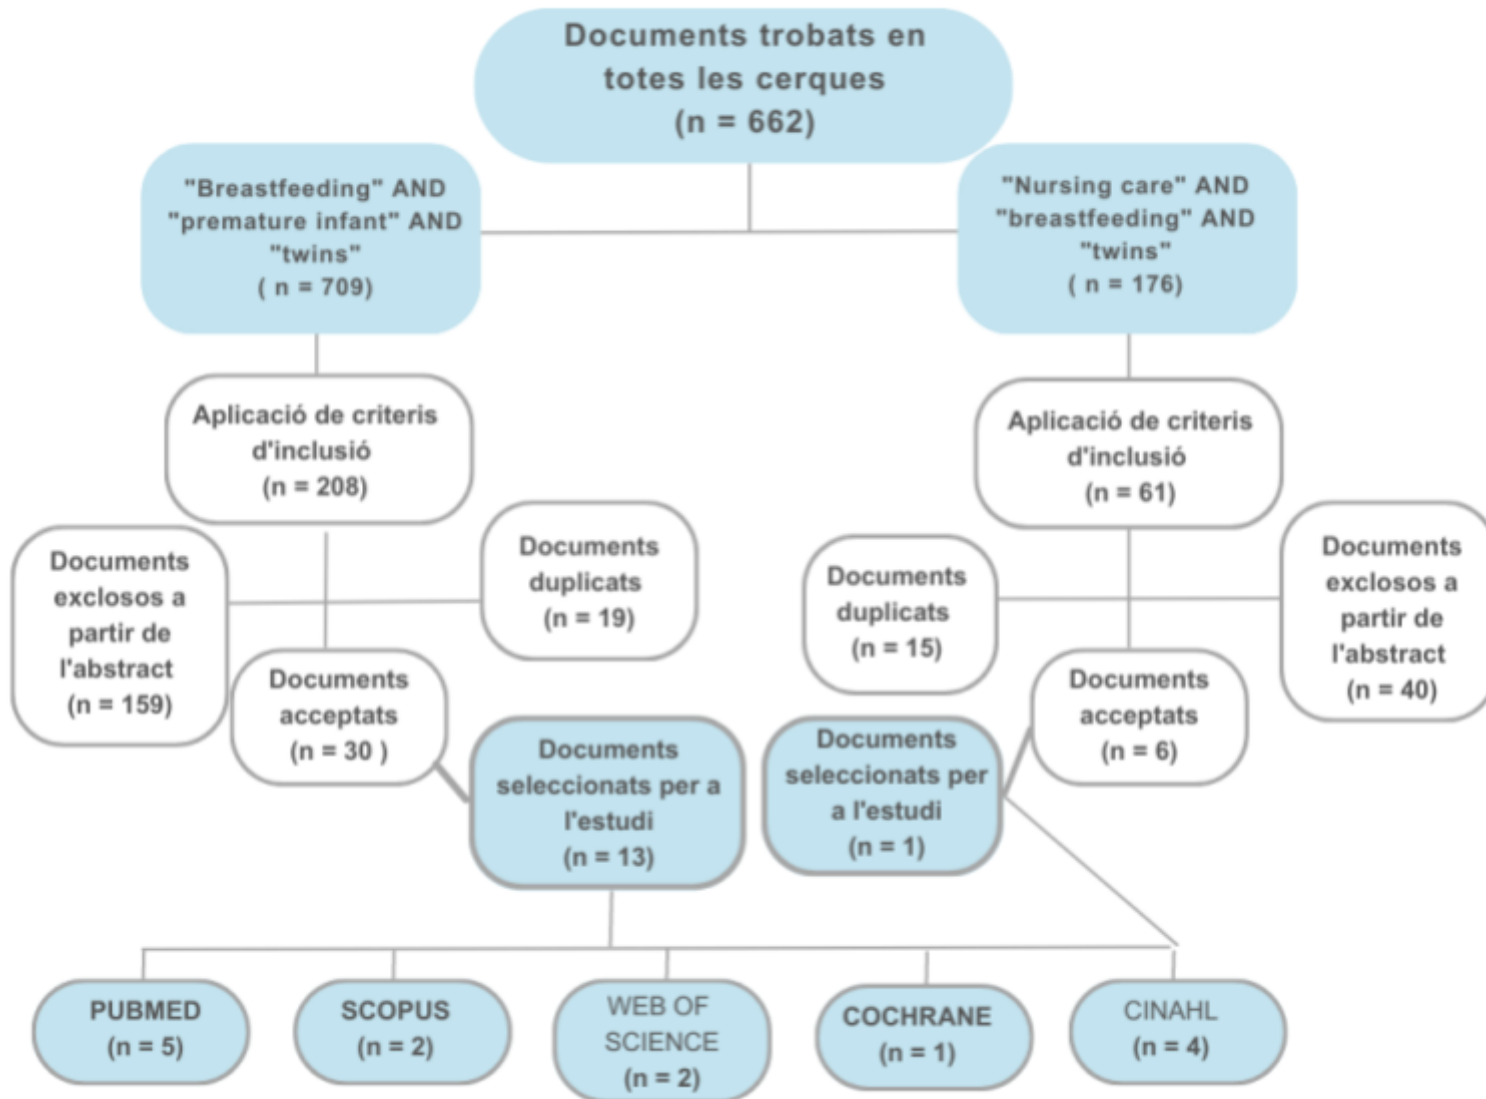 Documents trobats en
totes les cerques
(n = 662)
"Breastfeeding" AND
"premature infant" AND
"twins"
( n = 709)
"Nursing care" AND
"breastfeeding" AND
"twins"
( n = 176)
Aplicació de criteris
d'inclusió
(n = 208)
Aplicació de criteris
d'inclusió
(n = 61)
Documents
exclosos a
partir de
l'abstract
(n = 159)
Documents
duplicats
(n = 19)
Documents
duplicats
(n = 15)
Documents
exclosos a
partir de
l'abstract
(n = 40)
Documents
acceptats
(n = 30 )
Documents
acceptats
(n = 6)
Documents
seleccionats per a
l'estudi
(n = 13)
Documents
seleccionats per
a l'estudi
(n = 1)
PUBMED
(n = 5)
SCOPUS
(n = 2)
WEB OF
SCIENCE
(n = 2)
COCHRANE
(n = 1)
CINAHL
(n = 4)